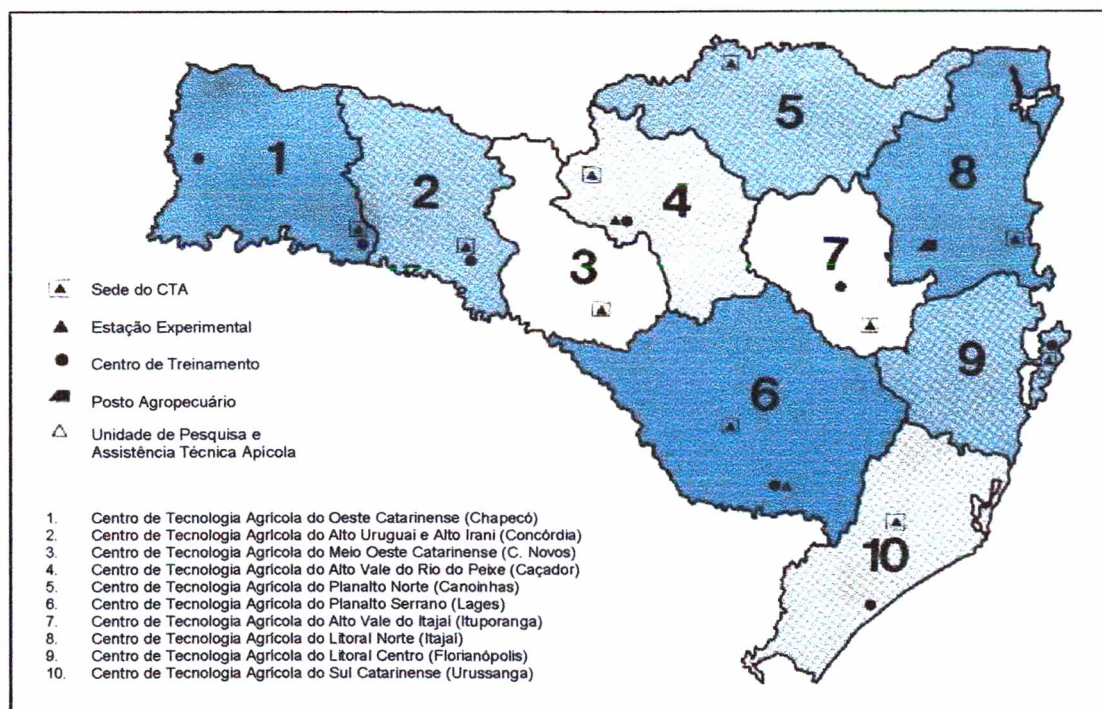 5
1
8
2
4
7
3
9
6
10
Sede do CTA
Estação Experimental
Centro de Treinamento
Posto Agropecuário
Unidade de Pesquisa e
Assistência Técnica Apícola
1. Centro de Tecnologia Agrícola do Oeste Catarinense (Chapecó)
2. Centro de Tecnologia Agrícola do Alto Uruguai e Alto Irani (Concórdia)
3. Centro de Tecnologia Agrícola do Meio Oeste Catarinense (C. Novos)
4. Centro de Tecnologia Agrícola do Alto Vale do Rio do Peixe (Caçador)
5. Centro de Tecnologia Agrícola do Planalto Norte (Canoinhas)
6. Centro de Tecnologia Agrícola do Planalto Serrano (Lages)
7. Centro de Tecnologia Agrícola do Alto Vale do Itajaí (Ituporanga)
8. Centro de Tecnologia Agrícola do Litoral Norte (Itajaí)
9. Centro de Tecnologia Agrícola do Litoral Centro (Florianópolis)
10. Centro de Tecnologia Agrícola do Sul Catarinense (Urussanga)